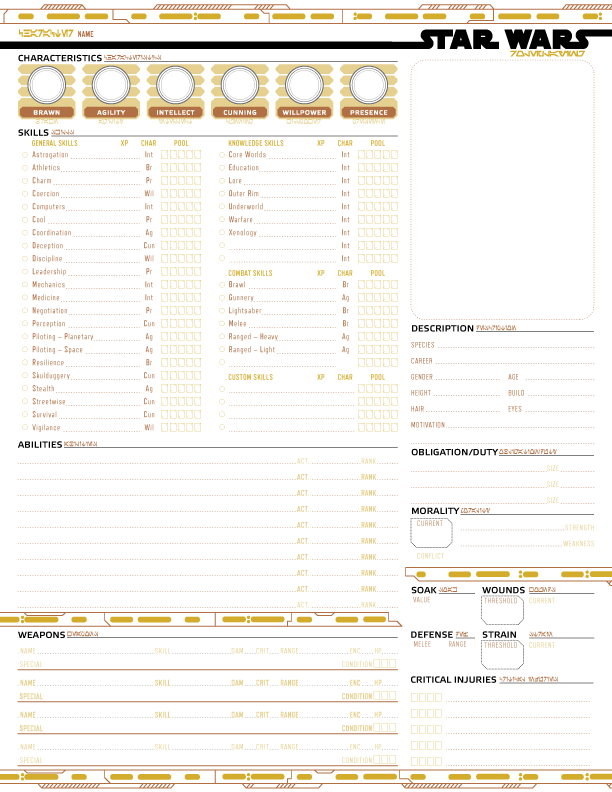 NAME
STAR WARS
CHARACTERISTICS
BRAWN AGILITY INTELLECT CUNNING WILLPOWER PRESENCE
SKILLS
GENERAL SKILLS XP CHAR POOL
Astrogation Int
Athletics Br
Charm Pr
Coercion Wil
Computers Int
Cool Pr
Coordination Ag
Deception Cun
Discipline Wil
Leadership Pr
Mechanics Int
Medicine Int
Negotiation Pr
Perception Cun
Piloting – Planetary Ag
Piloting – Space Ag
Resilience Br
Skulduggery Cun
Stealth Ag
Streetwise Cun
Survival Cun
Vigilance Wil
KNOWLEDGE SKILLS XP CHAR POOL
Core Worlds Int
Education Int
Lore Int
Outer Rim Int
Underworld Int
Warfare Int
Xenology Int
Int
Int
COMBAT SKILLS XP CHAR POOL
Brawl Br
Gunnery Ag
Lightsaber Br
Melee Br
Ranged – Heavy Ag
Ranged – Light Ag
CUSTOM SKILLS XP CHAR POOL
ABILITIES
ACT RANK
ACT RANK
ACT RANK
ACT RANK
ACT RANK
ACT RANK
ACT RANK
ACT RANK
ACT RANK
ACT RANK
WEAPONS
NAME SKILL DAM CRIT RANGE ENC HP
SPECIAL CONDITION
NAME SKILL DAM CRIT RANGE ENC HP
SPECIAL CONDITION
NAME SKILL DAM CRIT RANGE ENC HP
SPECIAL CONDITION
NAME SKILL DAM CRIT RANGE ENC HP
SPECIAL CONDITION
DESCRIPTION
SPECIES
CAREER
GENDER AGE
HEIGHT BUILD
HAIR EYES
MOTIVATION
OBLIGATION/DUTY
SIZE
SIZE
SIZE
MORALITY
CURRENT STRENGTH
WEAKNESS
CONFLICT
SOAK WOUNDS
VALUE THRESHOLD CURRENT
DEFENSE STRAIN
MELEE RANGE THRESHOLD CURRENT
CRITICAL INJURIES